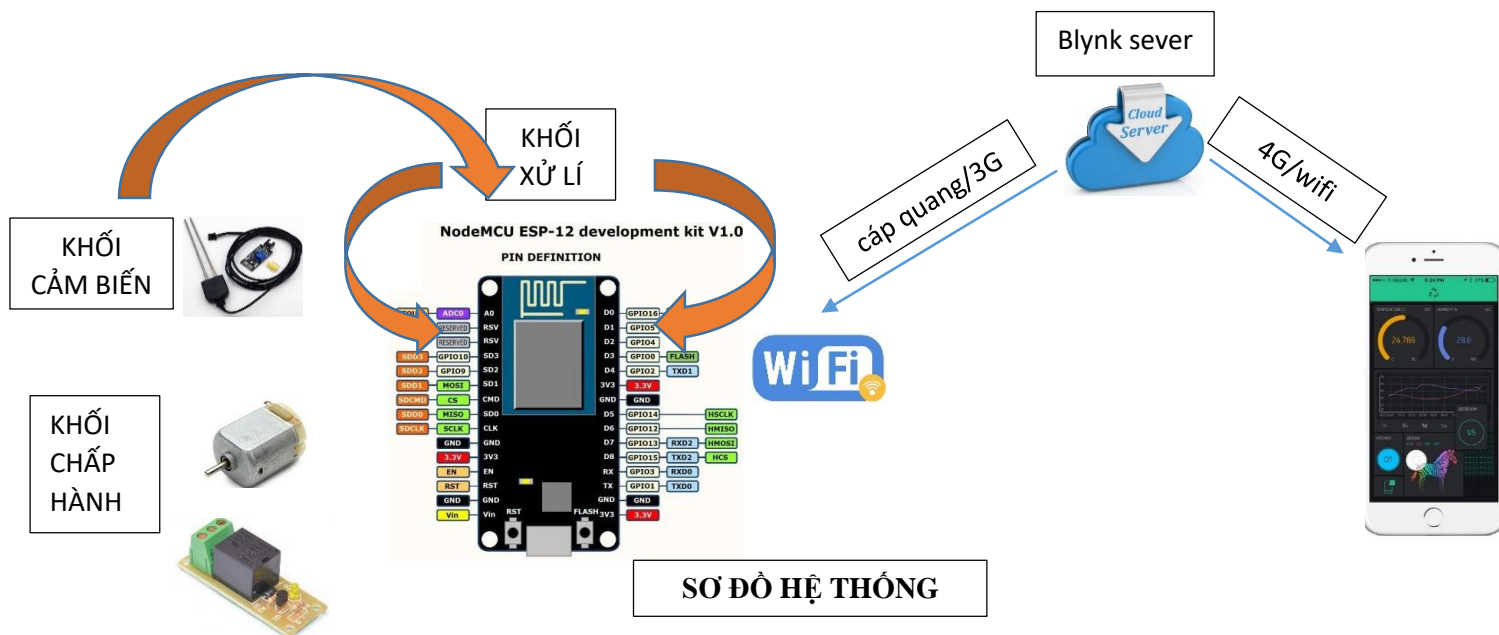 Blynk sever
Cloud
Server
cáp quang/3G
4G/wifi
KHỐI
XỬ LÍ
KHỐI
CẢM BIẾN
NodeMCU ESP-12 development kit V1.0
PIN DEFINITION
ADC0 A0 D0 GPIO16
RESERVED RSV D1 GPIO5
RESERVED RSV D2 GPIO4
SDD3 GPIO10 SD3 D3 GPIO0 FLASH
SDD2 GPIO9 SD2 D4 GPIO2 TXD1
SDD1 MOSI SD1 3V3 3.3V
SDCMD CS CMD GND GND
SDD0 MISO SD0 D5 GPIO14 HSCLK
SDCLK SCLK CLK D6 GPIO12 HMISO
GND GND D7 GPIO13 RXD2 HMOSI
3.3V 3V3 D8 GPIO15 TXD2 HCS
EN EN RX GPIO3 RXD0
RST RST TX GPIO1 TXD0
GND GND GND GND
Vin Vin RST FLASH 3V3 3.3V
WiFi
KHỐI
CHẤP
HÀNH
24.786
28.6
V5
SƠ ĐỒ HỆ THỐNG